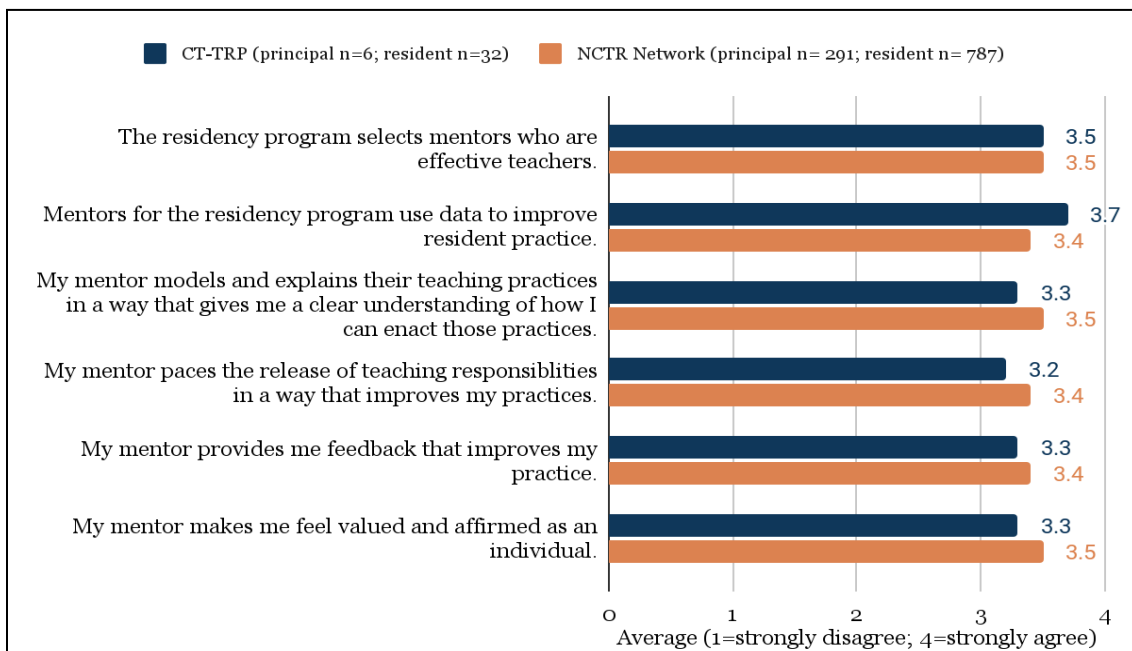 CT-TRP (principal n=6; resident n=32) NCTR Network (principal n= 291; resident n= 787)
The residency program selects mentors who are
effective teachers.
3.5
3.5
Mentors for the residency program use data to improve
resident practice.
3.7
3.4
My mentor models and explains their teaching practices
in a way that gives me a clear understanding of how I
can enact those practices.
3.3
3.5
My mentor paces the release of teaching responsiblities
in a way that improves my practices.
3.2
3.4
My mentor provides me feedback that improves my
practice.
3.3
3.4
My mentor makes me feel valued and affirmed as an
individual.
3.3
3.5
0 1 2 3 4
Average (1=strongly disagree; 4=strongly agree)